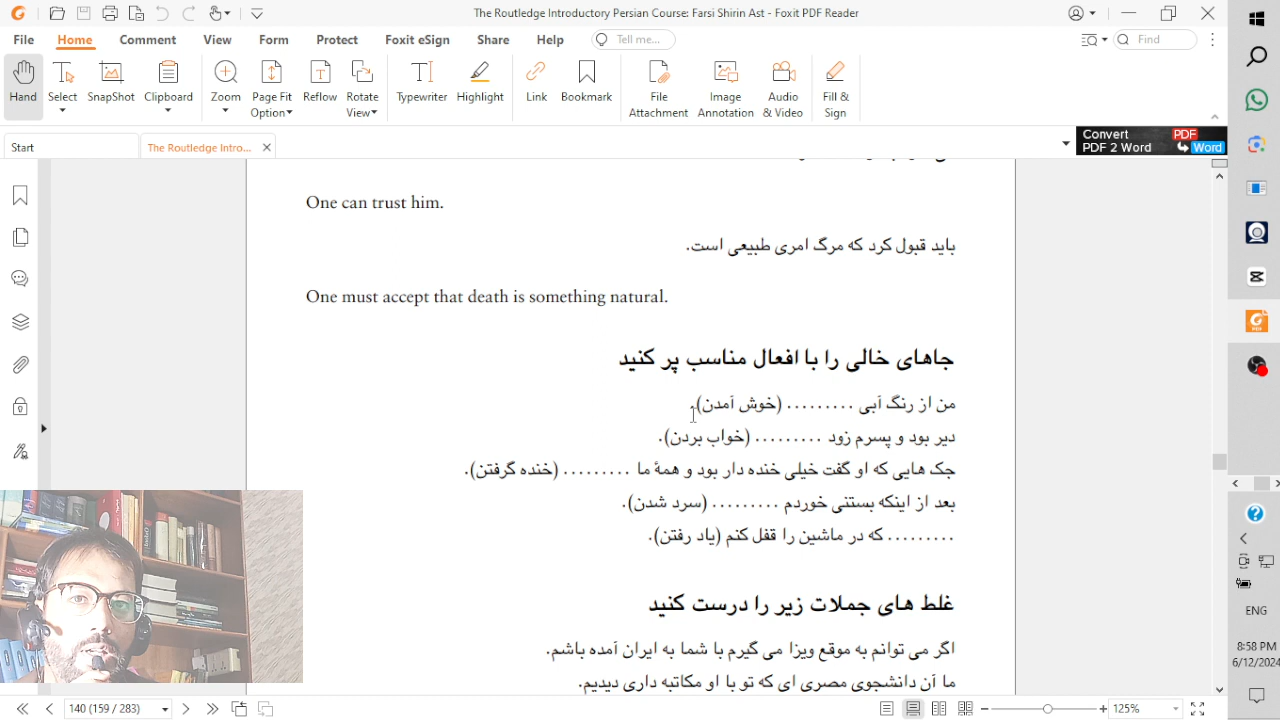 The Routledge Introductory Persian Course: Farsi Shirin Ast - Foxit PDF Reader
File
Home
Comment
View
Form
Protect
Foxit eSign
Share
Help
Tell me...
Find
Hand
Select
SnapShot
Clipboard
Zoom
Page Fit Option
Reflow
Rotate View
Typewriter
Highlight
Link
Bookmark
File Attachment
Image Annotation
Audio & Video
Fill & Sign
Start
The Routledge Intro...
Convert PDF
PDF 2 Word Word
One can trust him.
باید قبول کرد که مرگ امری طبیعی است.
One must accept that death is something natural.
جاهای خالی را با افعال مناسب پر کنید
من از رنگ آبی ......... (خوش آمدن).
دیر بود و پسرم زود ......... (خواب بردن).
جک هایی که او گفت خیلی خنده دار بود و همۀ ما ......... (خنده گرفتن).
بعد از اینکه بستنی خوردم ......... (سرد شدن).
......... که در ماشین را قفل کنم (یاد رفتن).
غلط های جملات زیر را درست کنید
اگر می توانم به موقع ویزا می گیرم با شما به ایران آمده باشم.
ما آن دانشجوی مصری ای که تو با او مکاتبه داری دیدیم.
140 (159 / 283)
125%
ENG
8:58 PM
6/12/2024